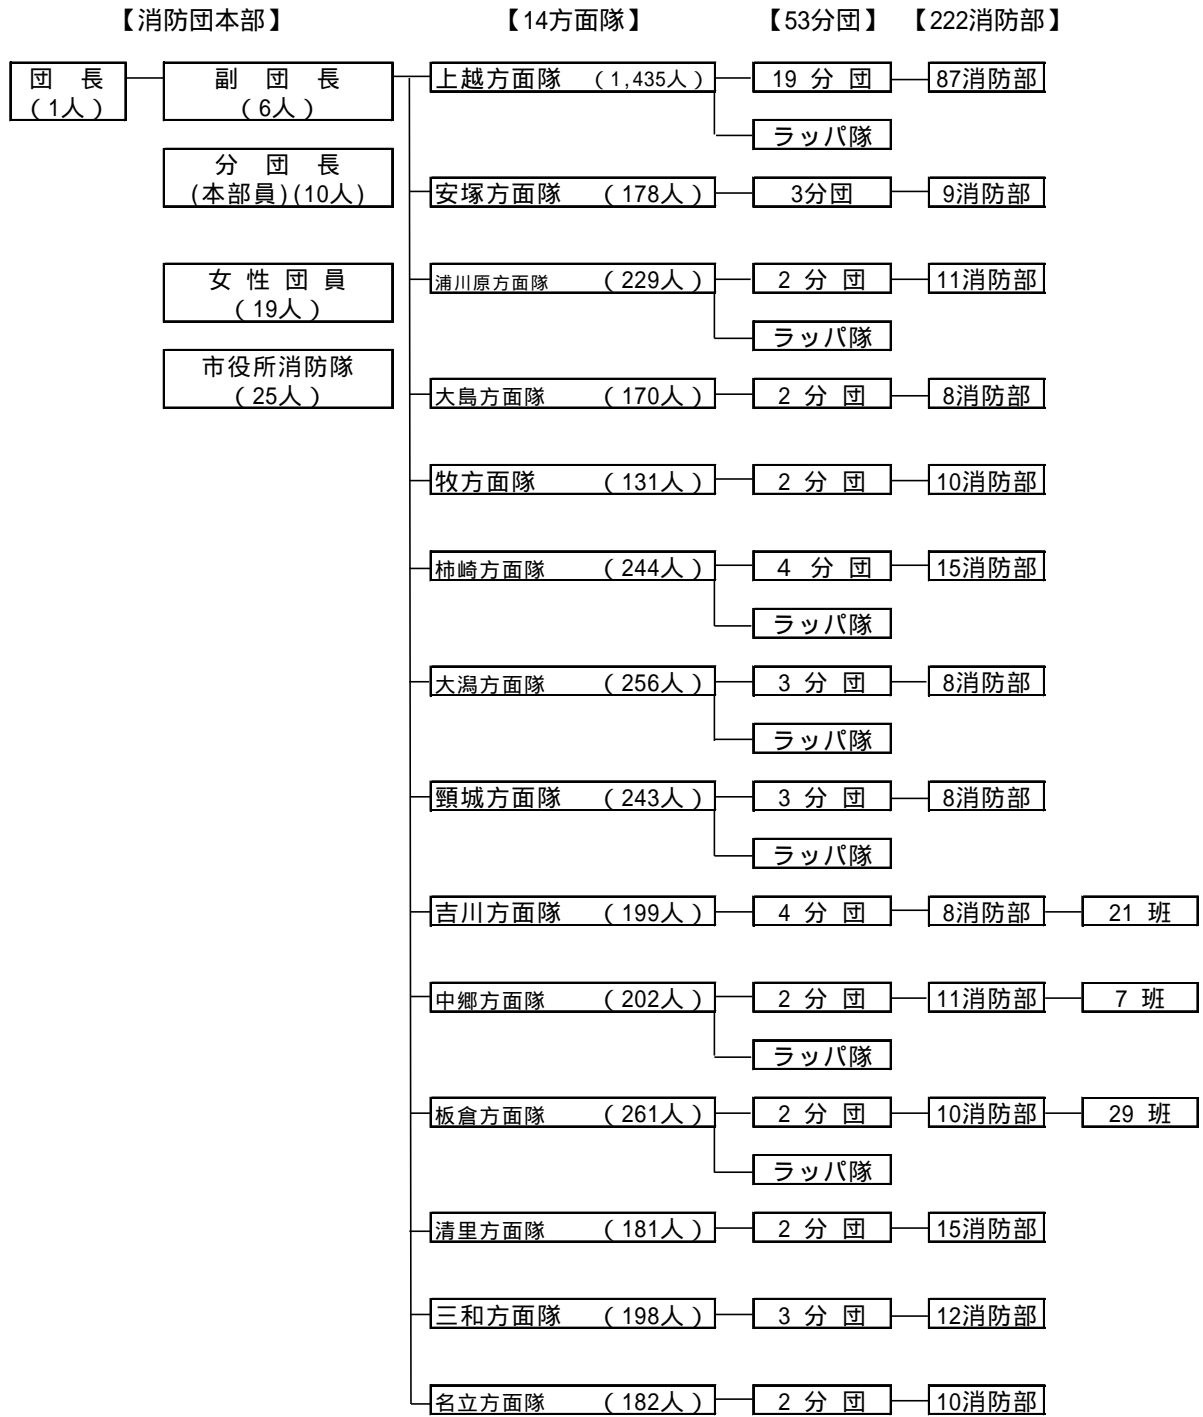 【消防団本部】 【14方面隊】 【53分団】 【222消防部】
団 長
(1人)
副 団 長
(6人)
上越方面隊 (1,435人) 19 分 団 87消防部
ラッパ隊
分 団 長
(本部員)(10人)
安塚方面隊 (178人) 3分団 9消防部
女 性 団 員
(19人)
浦川原方面隊 (229人) 2 分 団 11消防部
ラッパ隊
市役所消防隊
(25人)
大島方面隊 (170人) 2 分 団 8消防部
牧方面隊 (131人) 2 分 団 10消防部
柿崎方面隊 (244人) 4 分 団 15消防部
ラッパ隊
大潟方面隊 (256人) 3 分 団 8消防部
ラッパ隊
頸城方面隊 (243人) 3 分 団 8消防部
ラッパ隊
吉川方面隊 (199人) 4 分 団 8消防部 21 班
中郷方面隊 (202人) 2 分 団 11消防部 7 班
ラッパ隊
板倉方面隊 (261人) 2 分 団 10消防部 29 班
ラッパ隊
清里方面隊 (181人) 2 分 団 15消防部
三和方面隊 (198人) 3 分 団 12消防部
名立方面隊 (182人) 2 分 団 10消防部